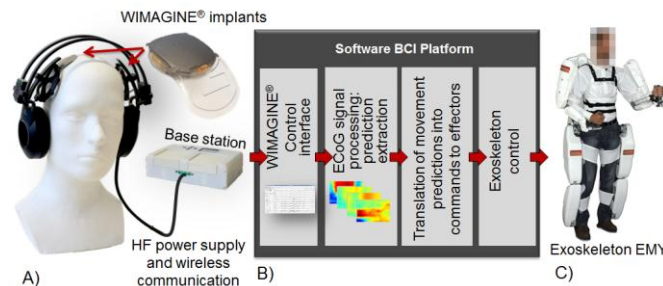 WIMAGINE® implants
Base station
HF power supply
and wireless
communication
A)
Software BCI Platform
WIMAGINE®
Control
interface
ECoG signal
processing:
prediction
extraction
Translation of movement
predictions into
commands to effectors
Exoskeleton
control
B)
Exoskeleton EMY
C)